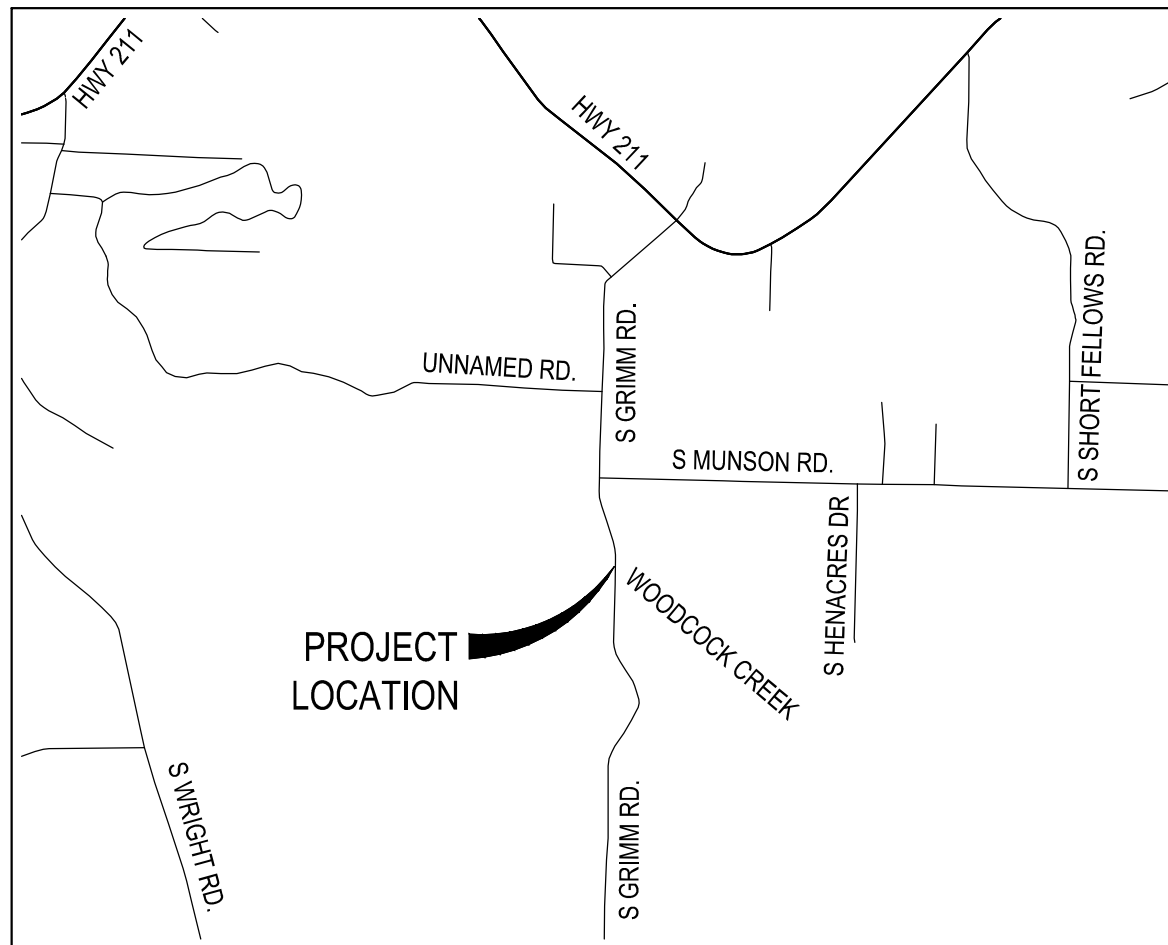 HWY 211
HWY 211
S SHORT FELLOWS RD.
S GRIMM RD.
UNNAMED RD.
S MUNSON RD.
S HENACRES DR
WOODCOCK CREEK
PROJECT
LOCATION
S WRIGHT RD.
S GRIMM RD.